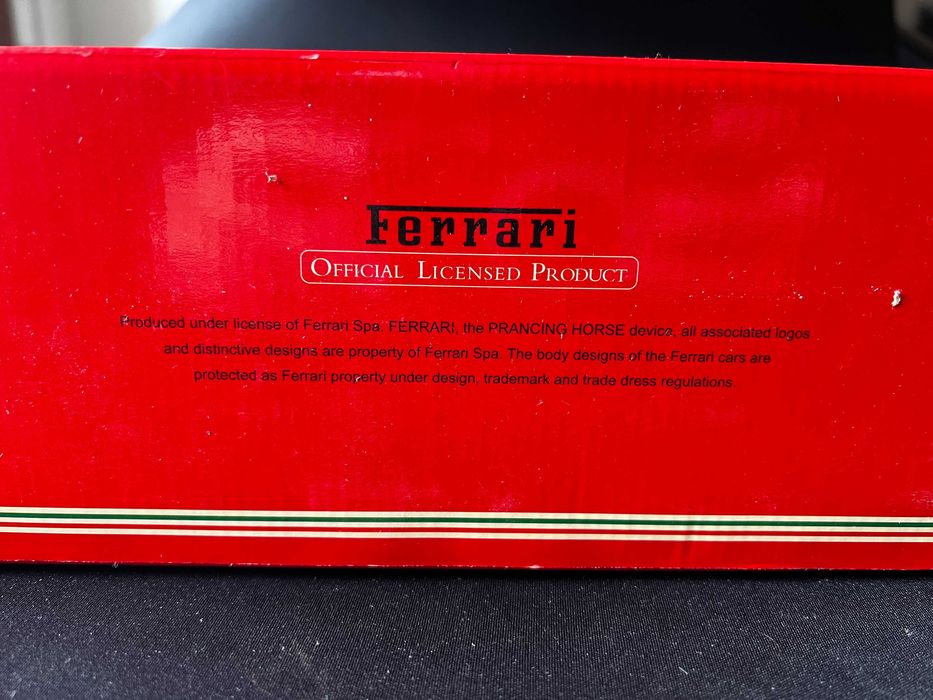 Ferrari
OFFICIAL LICENSED PRODUCT
Produced under license of Ferrari Spa. FERRARI, the PRANCING HORSE device, all associated logos
and distinctive designs are property of Ferrari Spa. The body designs of the Ferrari cars are
protected as Ferrari property under design, trademark and trade dress regulations.